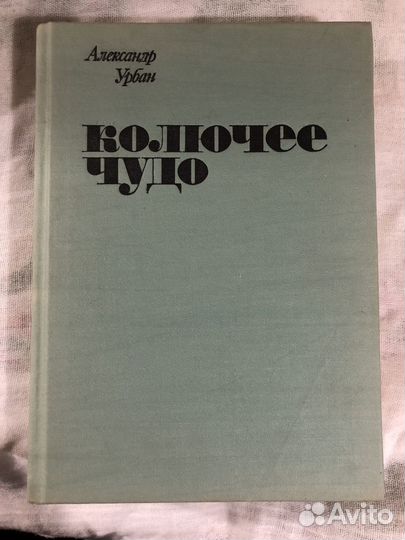 Александр
Урбан
колючее
чудо
Avito